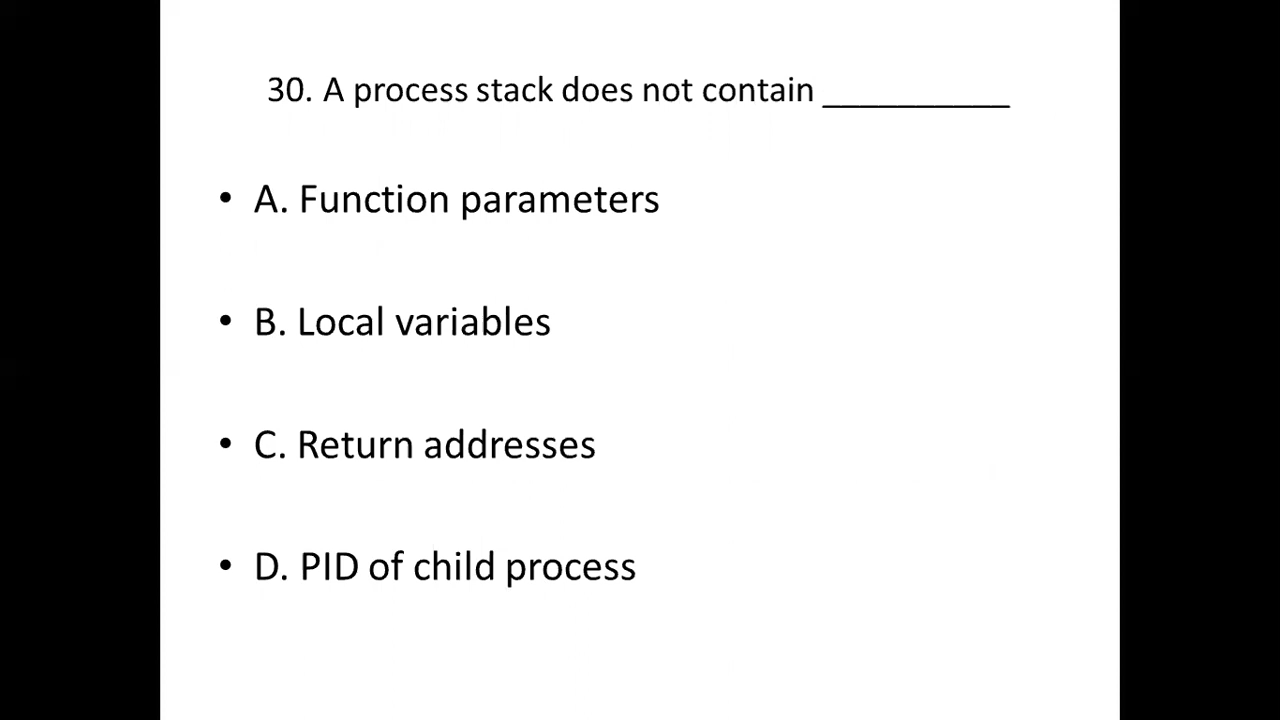 30. A process stack does not contain __________
• A. Function parameters
• B. Local variables
• C. Return addresses
• D. PID of child process